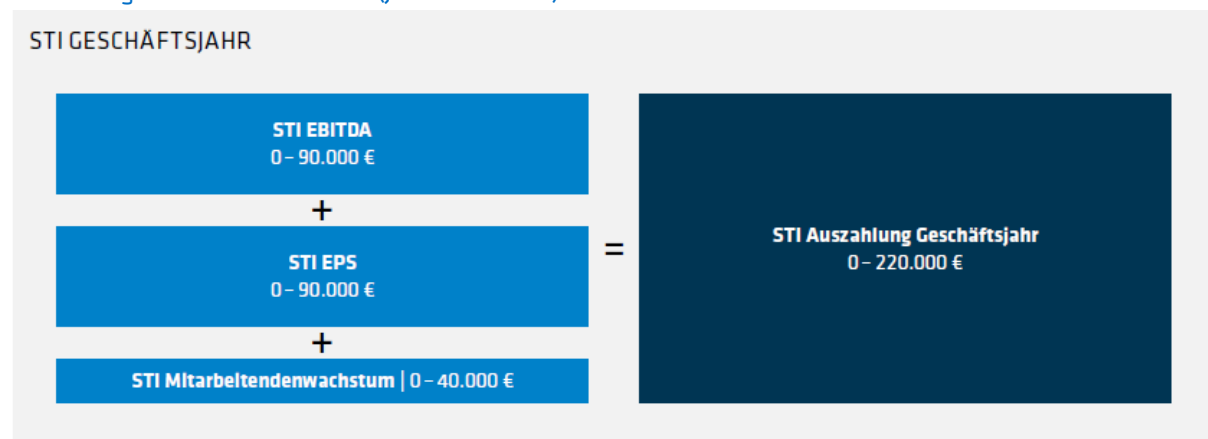 STI GESCHÄFTSJAHR
STI EBITDA
0 – 90.000 €
+
STI EPS
0 – 90.000 €
+
STI Mitarbeitendenwachstum | 0 – 40.000 €
=
STI Auszahlung Geschäftsjahr
0 – 220.000 €